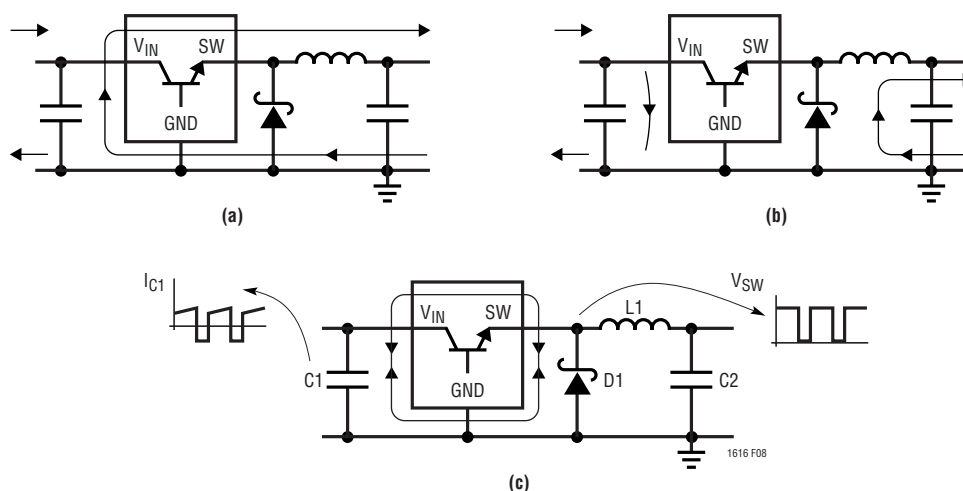 VIN SW
GND
(a)
VIN SW
GND
(b)
IC1
VIN SW
L1
VSW
C1
GND
D1
C2
1616 F08
(c)